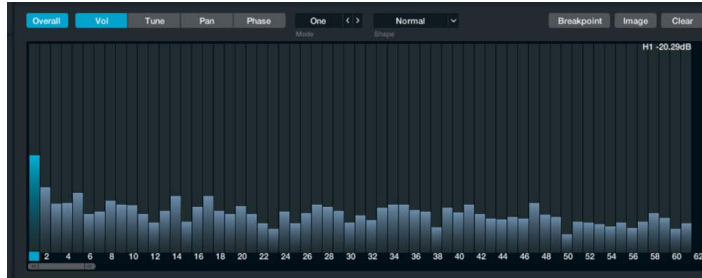 Overall Vol Tune Pan Phase One < > Normal Breakpoint Image Clear
Mode Shape
H1 -20.29dB
2 4 6 8 10 12 14 16 18 20 22 24 26 28 30 32 34 36 38 40 42 44 46 48 50 52 54 56 58 60 62